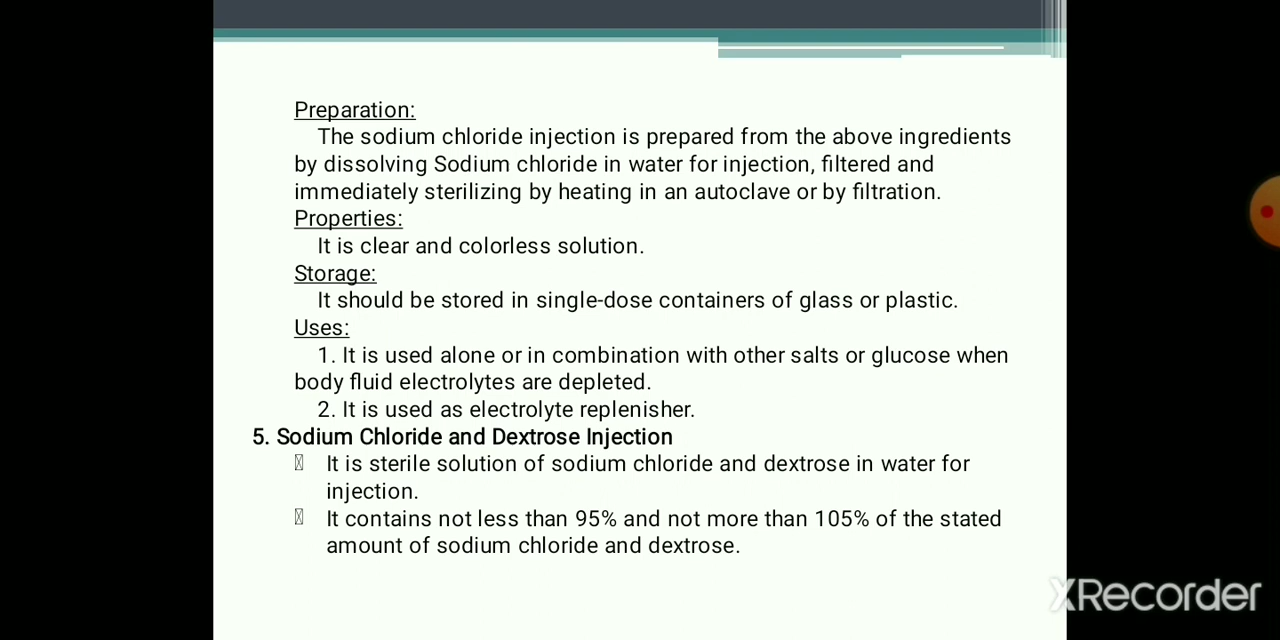 Preparation:
The sodium chloride injection is prepared from the above ingredients
by dissolving Sodium chloride in water for injection, filtered and
immediately sterilizing by heating in an autoclave or by filtration.
Properties:
It is clear and colorless solution.
Storage:
It should be stored in single-dose containers of glass or plastic.
Uses:
1. It is used alone or in combination with other salts or glucose when
body fluid electrolytes are depleted.
2. It is used as electrolyte replenisher.
5. Sodium Chloride and Dextrose Injection
It is sterile solution of sodium chloride and dextrose in water for
injection.
It contains not less than 95% and not more than 105% of the stated
amount of sodium chloride and dextrose.
XRecorder